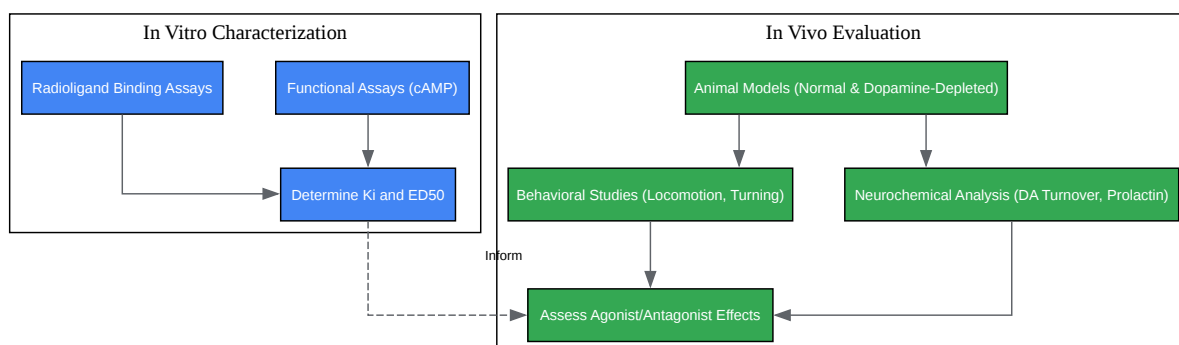 In Vitro Characterization
Radioligand Binding Assays
Functional Assays (cAMP)
Determine Ki and ED50
Inform
In Vivo Evaluation
Animal Models (Normal & Dopamine-Depleted)
Behavioral Studies (Locomotion, Turning)
Neurochemical Analysis (DA Turnover, Prolactin)
Assess Agonist/Antagonist Effects